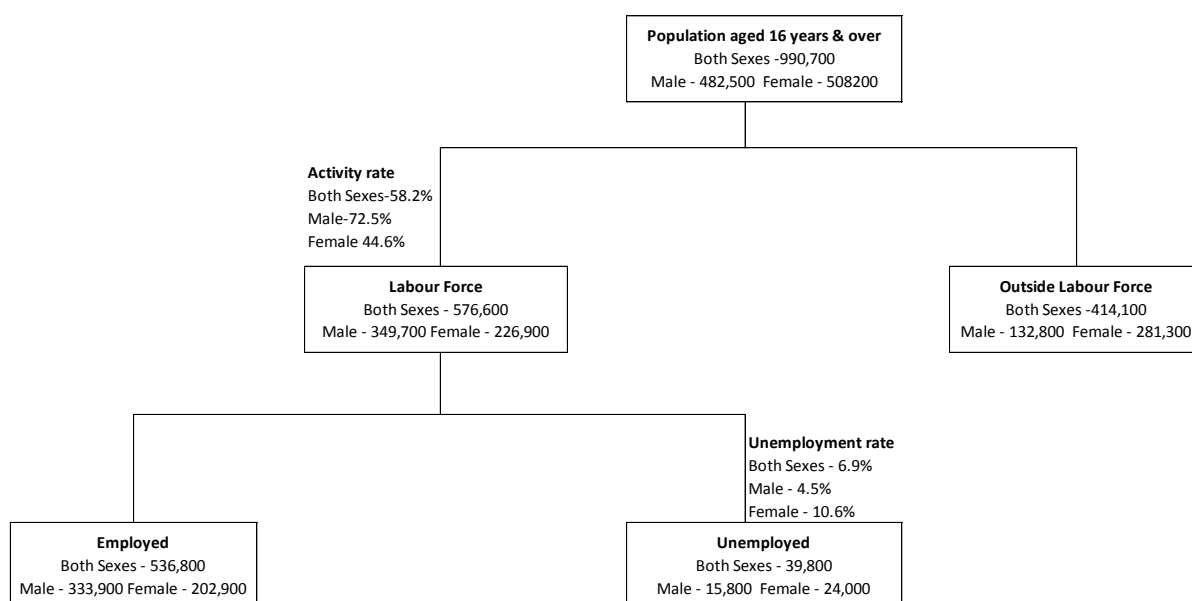 Population aged 16 years & over
Both Sexes -990,700
Male - 482,500 Female - 508200
Activity rate
Both Sexes-58.2%
Male-72.5%
Female 44.6%
Labour Force
Both Sexes - 576,600
Male - 349,700 Female - 226,900
Outside Labour Force
Both Sexes -414,100
Male - 132,800 Female - 281,300
Unemployment rate
Both Sexes - 6.9%
Male - 4.5%
Female - 10.6%
Employed
Both Sexes - 536,800
Male - 333,900 Female - 202,900
Unemployed
Both Sexes - 39,800
Male - 15,800 Female - 24,000